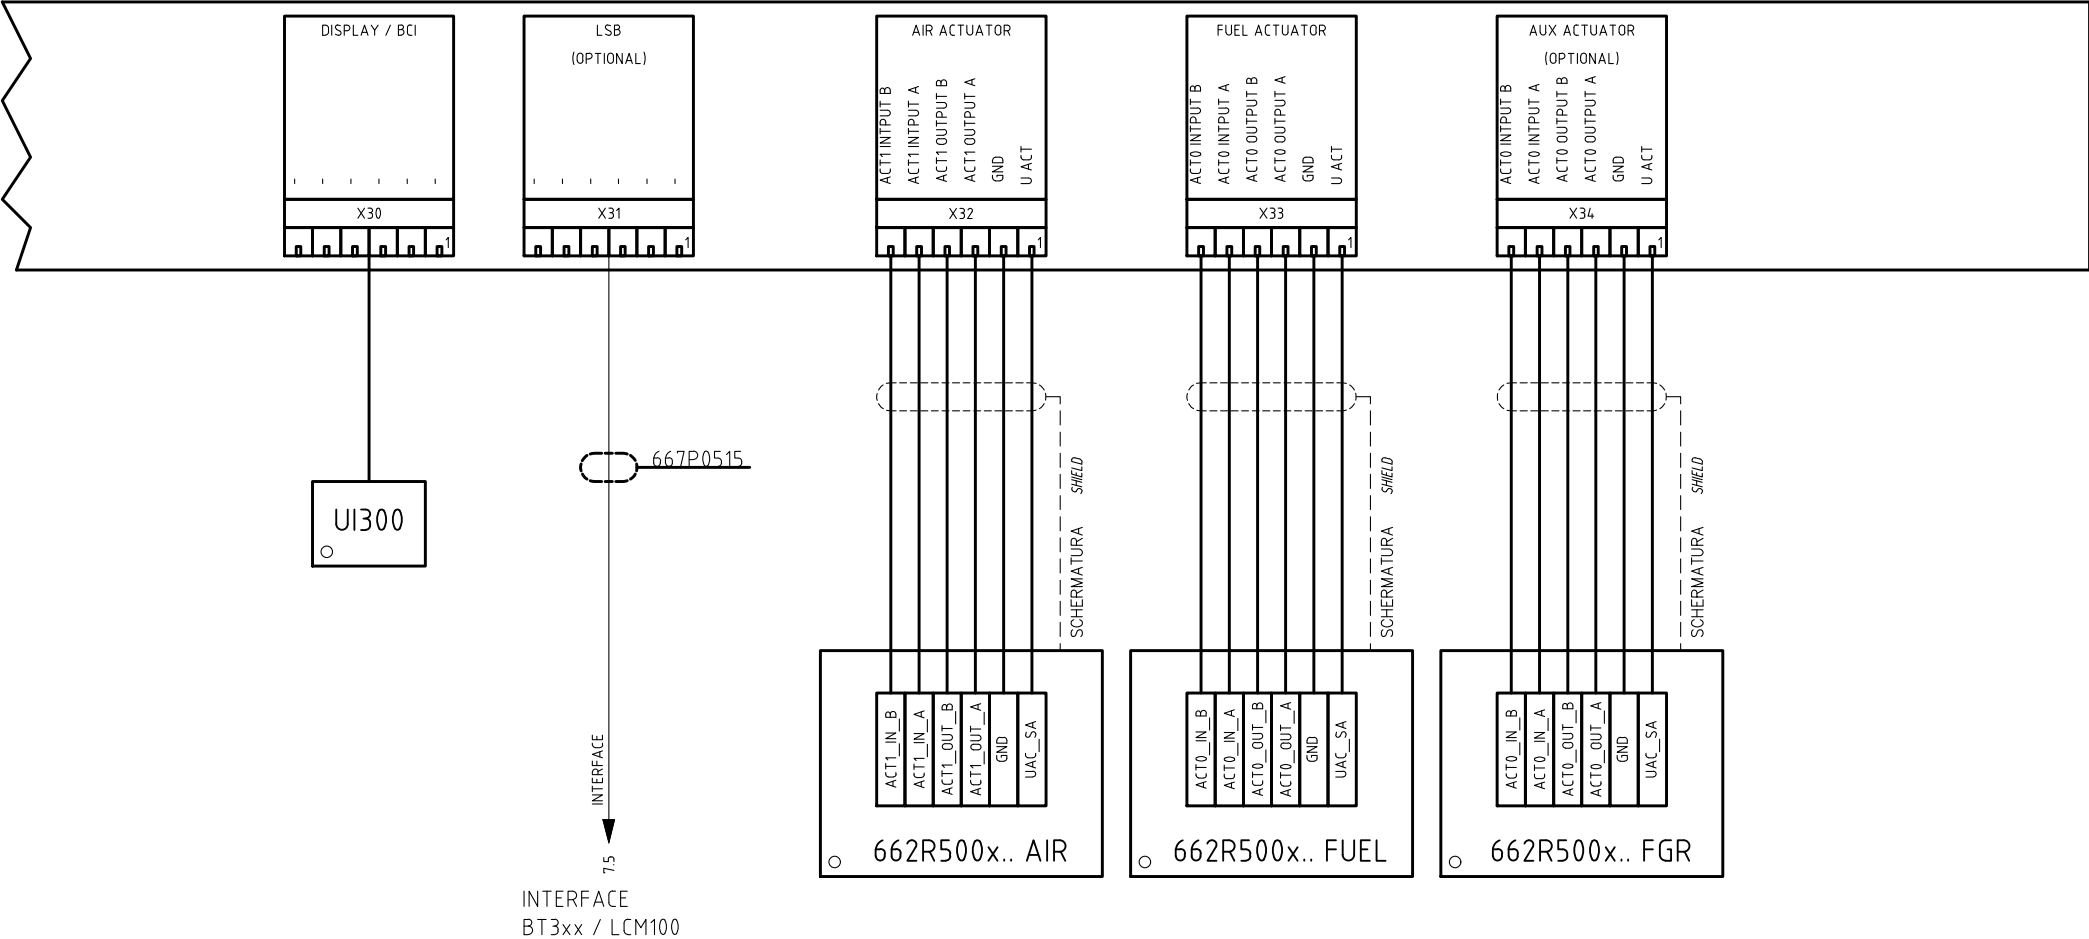 DISPLAY / BCI
X30
1
UI300
LSB
(OPTIONAL)
X31
1
667P0515
INTERFACE
7.5
INTERFACE
BT3xx / LCM100
AIR ACTUATOR
ACT1 INTPUT B
ACT1 INTPUT A
ACT1 OUTPUT B
ACT1 OUTPUT A
GND
U ACT
X32
1
SCHERMATURA SHIELD
ACT1_IN_B
ACT1_IN_A
ACT1_OUT_B
ACT1_OUT_A
GND
UAC_SA
662R500x.. AIR
FUEL ACTUATOR
ACT0 INTPUT B
ACT0 INTPUT A
ACT0 OUTPUT B
ACT0 OUTPUT A
GND
U ACT
X33
1
SCHERMATURA SHIELD
ACT0_IN_B
ACT0_IN_A
ACT0_OUT_B
ACT0_OUT_A
GND
UAC_SA
662R500x.. FUEL
AUX ACTUATOR
(OPTIONAL)
ACT0 INTPUT B
ACT0 INTPUT A
ACT0 OUTPUT B
ACT0 OUTPUT A
GND
U ACT
X34
1
SCHERMATURA SHIELD
ACT0_IN_B
ACT0_IN_A
ACT0_OUT_B
ACT0_OUT_A
GND
UAC_SA
662R500x.. FGR